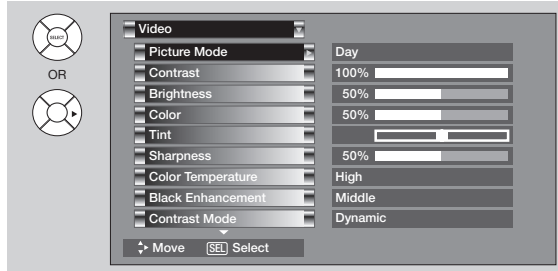 SELECT
OR
Video
Picture Mode Day
Contrast 100%
Brightness 50%
Color 50%
Tint
Sharpness 50%
Color Temperature High
Black Enhancement Middle
Contrast Mode Dynamic
Move SEL Select